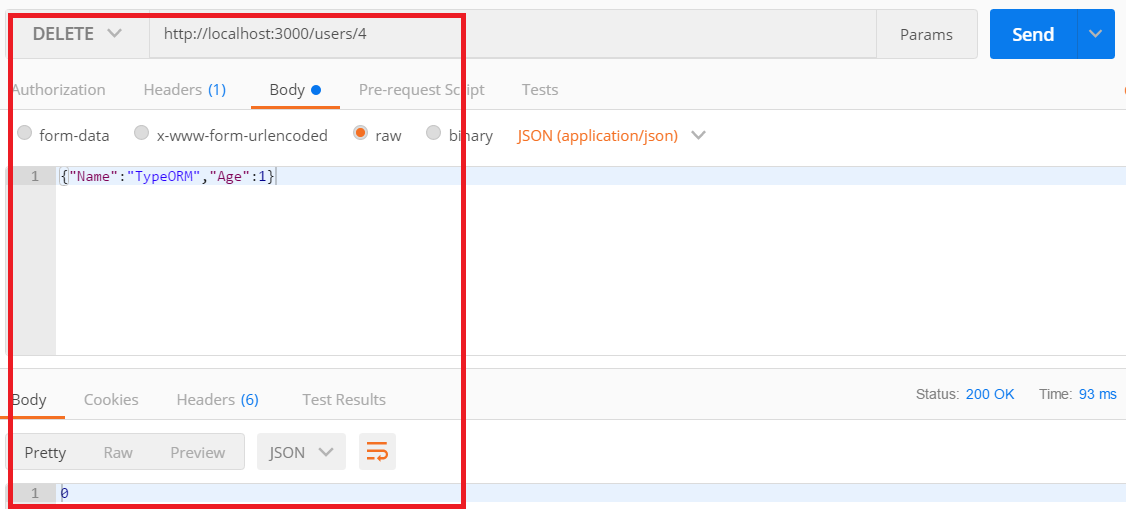 DELETE http://localhost:3000/users/4 Params Send
Authorization Headers (1) Body Pre-request Script Tests
form-data x-www-form-urlencoded raw binary JSON (application/json)
1 {"Name":"TypeORM","Age":1}
Body Cookies Headers (6) Test Results Status: 200 OK Time: 93 ms
Pretty Raw Preview JSON
1 0